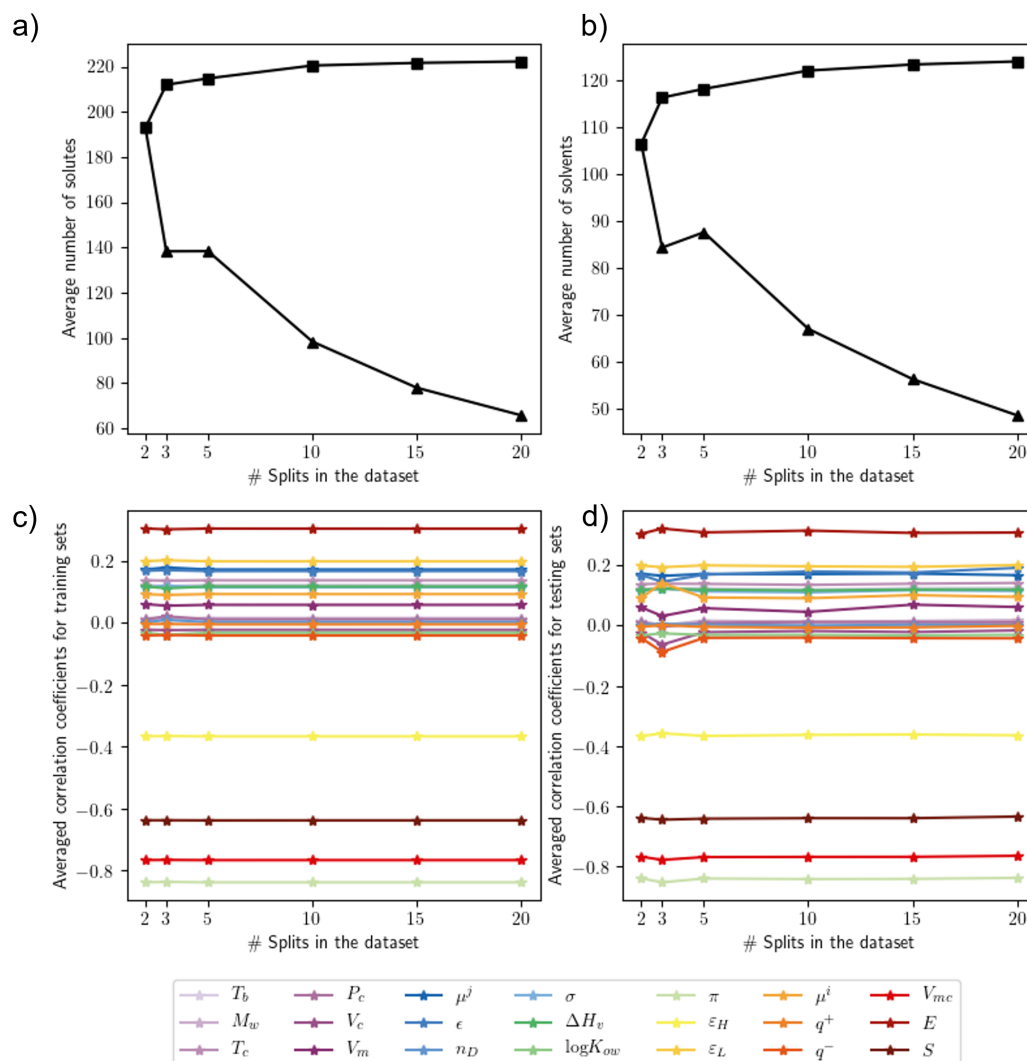 a)
Average number of solutes
220
200
180
160
140
120
100
80
60
2 3 5 10 15 20
# Splits in the dataset
b)
Average number of solvents
120
110
100
90
80
70
60
50
2 3 5 10 15 20
# Splits in the dataset
c)
Averaged correlation coefficients for training sets
0.2
0.0
−0.2
−0.4
−0.6
−0.8
2 3 5 10 15 20
# Splits in the dataset
d)
Averaged correlation coefficients for testing sets
0.2
0.0
−0.2
−0.4
−0.6
−0.8
2 3 5 10 15 20
# Splits in the dataset
T_b P_c μ^j σ π μ^i V_{mc}
M_w V_c ϵ ΔH_v ε_H q^+ E
T_c V_m n_D logK_{ow} ε_L q^− S